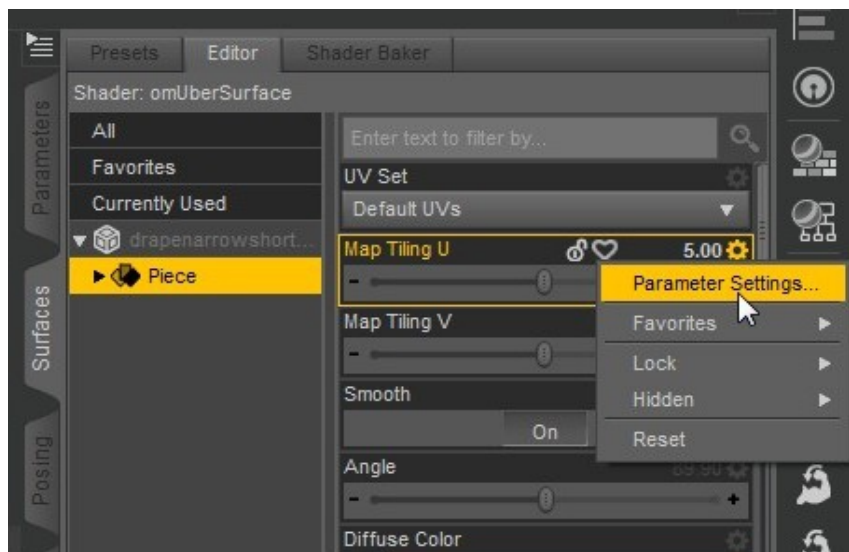 Presets Editor Shader Baker
Shader: omUberSurface
Parameters
Surfaces
Posing
All
Favorites
Currently Used
drapenarrowshort...
Piece
Enter text to filter by...
UV Set
Default UVs
Map Tiling U 5.00
Map Tiling V
Smooth
On
Angle 89.90
Diffuse Color
Parameter Settings...
Favorites
Lock
Hidden
Reset